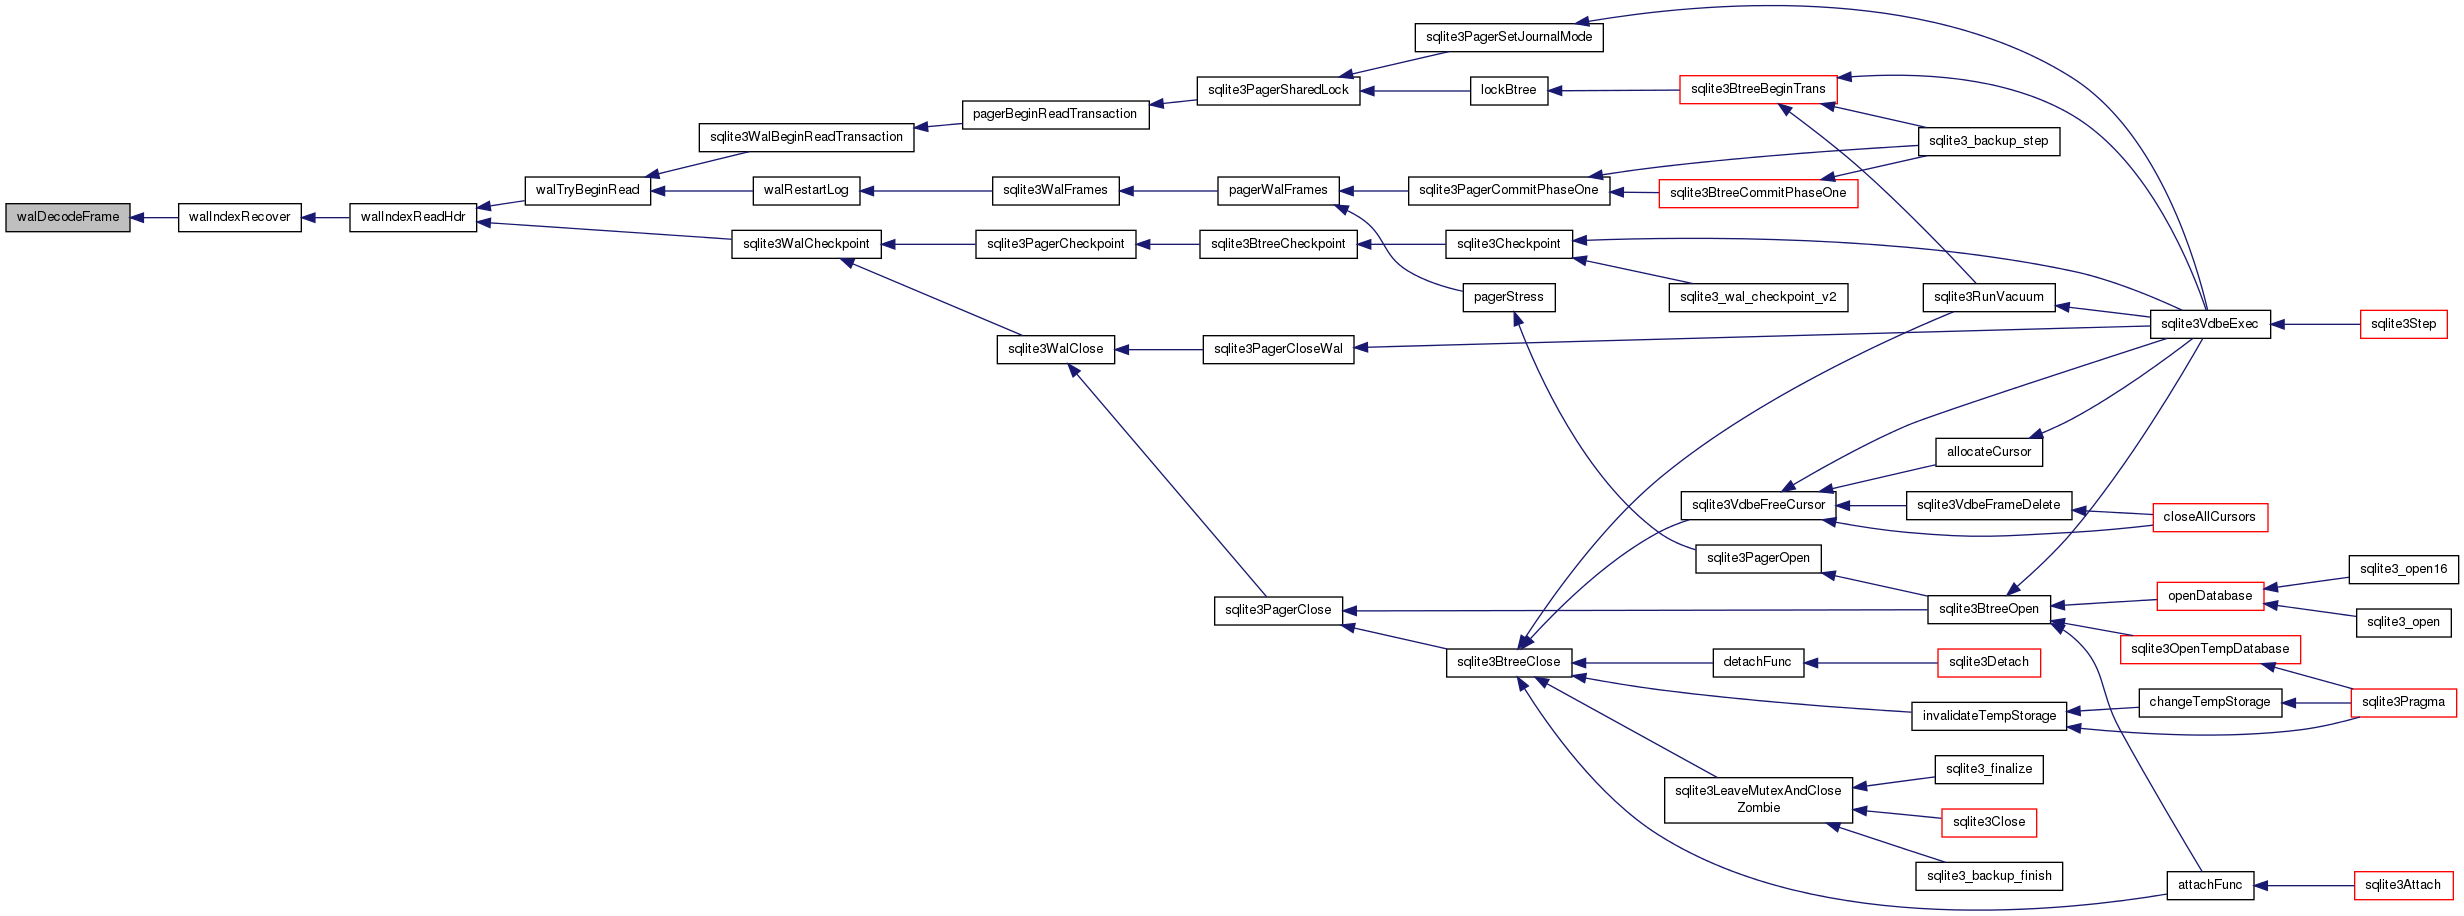 sqlite3PagerSetJournalMode
sqlite3PagerSharedLock
lockBtree
sqlite3BtreeBeginTrans
pagerBeginReadTransaction
sqlite3WalBeginReadTransaction
sqlite3_backup_step
walTryBeginRead
walRestartLog
sqlite3WalFrames
pagerWalFrames
sqlite3PagerCommitPhaseOne
sqlite3BtreeCommitPhaseOne
walDecodeFrame
walIndexRecover
walIndexReadHdr
sqlite3WalCheckpoint
sqlite3PagerCheckpoint
sqlite3BtreeCheckpoint
sqlite3Checkpoint
pagerStress
sqlite3_wal_checkpoint_v2
sqlite3RunVacuum
sqlite3VdbeExec
sqlite3Step
sqlite3WalClose
sqlite3PagerCloseWal
allocateCursor
sqlite3VdbeFreeCursor
sqlite3VdbeFrameDelete
closeAllCursors
sqlite3PagerOpen
sqlite3_open16
sqlite3PagerClose
sqlite3BtreeOpen
openDatabase
sqlite3_open
sqlite3OpenTempDatabase
sqlite3BtreeClose
detachFunc
sqlite3Detach
invalidateTempStorage
changeTempStorage
sqlite3Pragma
sqlite3_finalize
sqlite3LeaveMutexAndClose
Zombie
sqlite3Close
sqlite3_backup_finish
attachFunc
sqlite3Attach